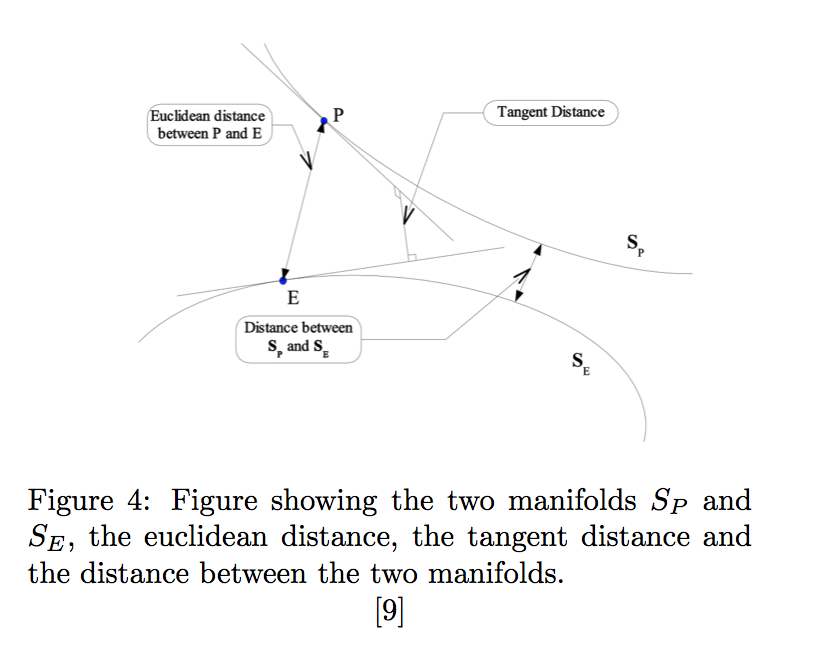 P
Euclidean distance
between P and E
Tangent Distance
S_P
E
Distance between
S_P and S_E
S_E
Figure 4: Figure showing the two manifolds S_P and
S_E, the euclidean distance, the tangent distance and
the distance between the two manifolds.
[9]